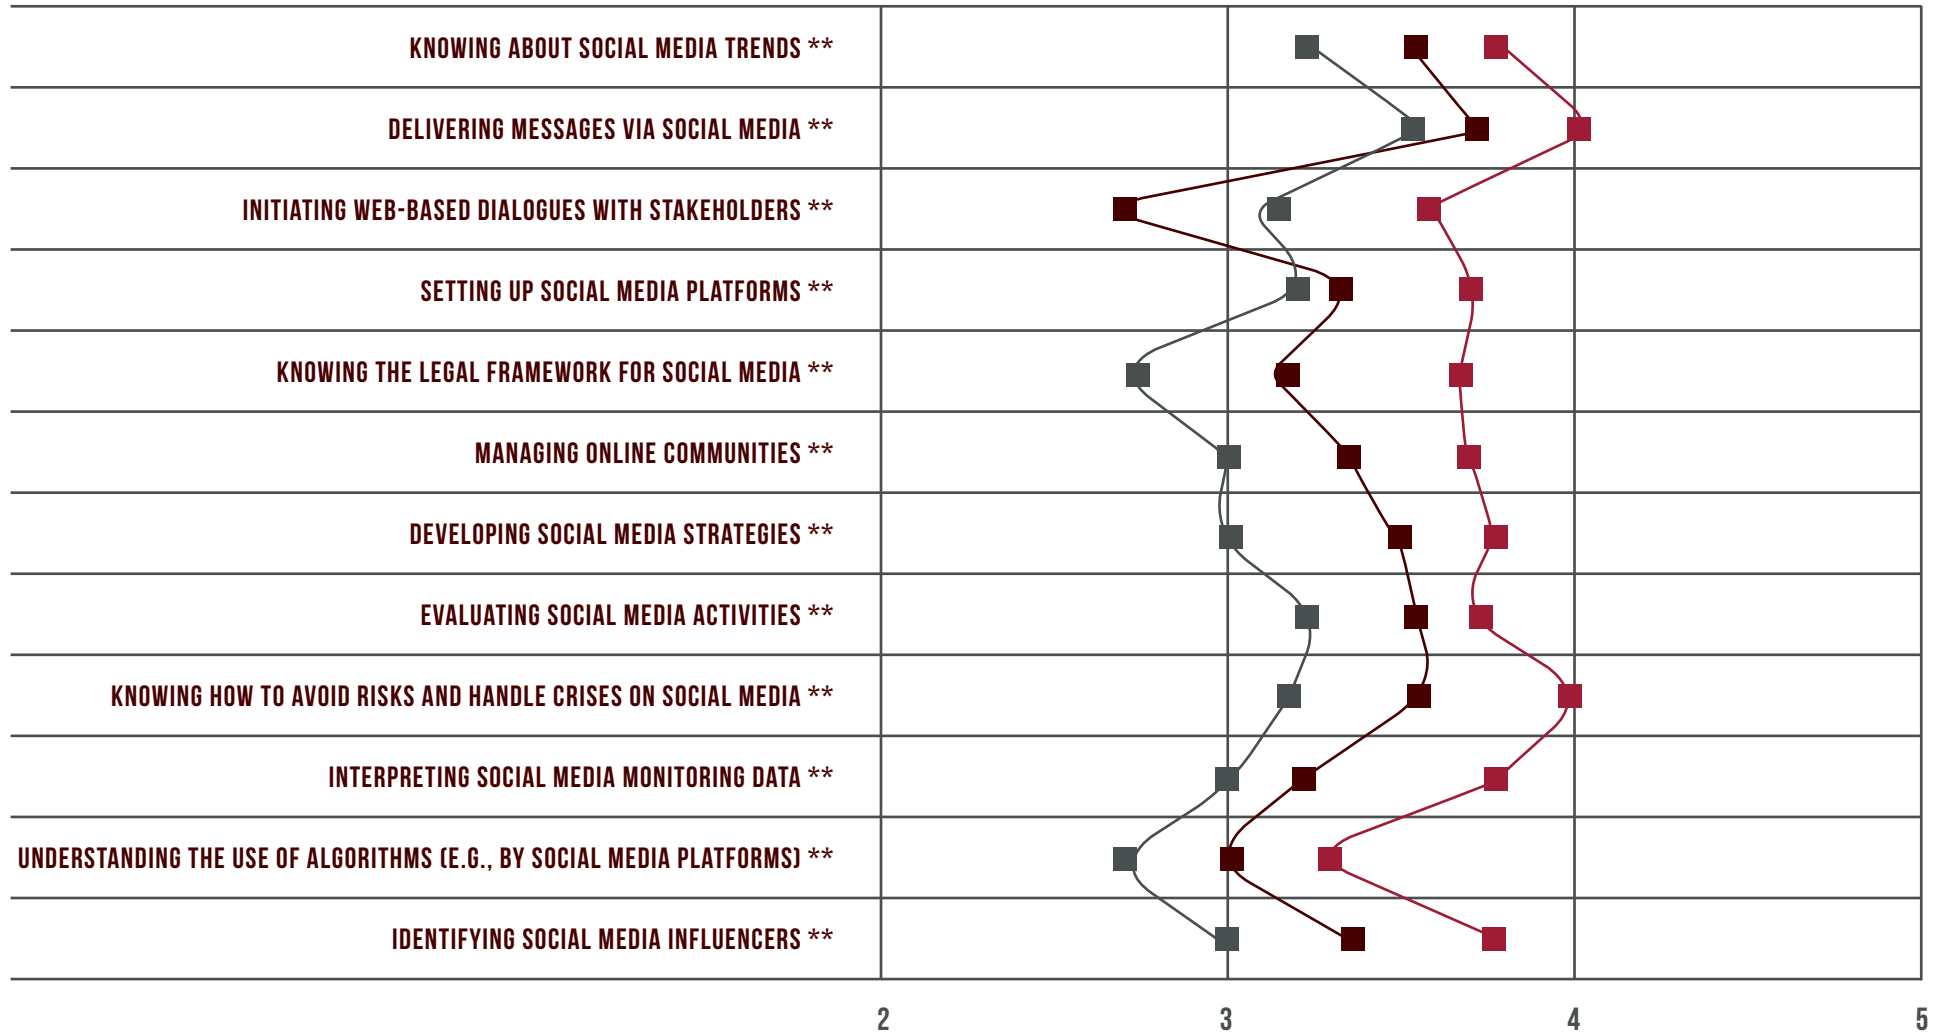 KNOWING ABOUT SOCIAL MEDIA TRENDS **
DELIVERING MESSAGES VIA SOCIAL MEDIA **
INITIATING WEB-BASED DIALOGUES WITH STAKEHOLDERS **
SETTING UP SOCIAL MEDIA PLATFORMS **
KNOWING THE LEGAL FRAMEWORK FOR SOCIAL MEDIA **
MANAGING ONLINE COMMUNITIES **
DEVELOPING SOCIAL MEDIA STRATEGIES **
EVALUATING SOCIAL MEDIA ACTIVITIES **
KNOWING HOW TO AVOID RISKS AND HANDLE CRISES ON SOCIAL MEDIA **
INTERPRETING SOCIAL MEDIA MONITORING DATA **
UNDERSTANDING THE USE OF ALGORITHMS (E.G., BY SOCIAL MEDIA PLATFORMS) **
IDENTIFYING SOCIAL MEDIA INFLUENCERS **
2 3 4 5